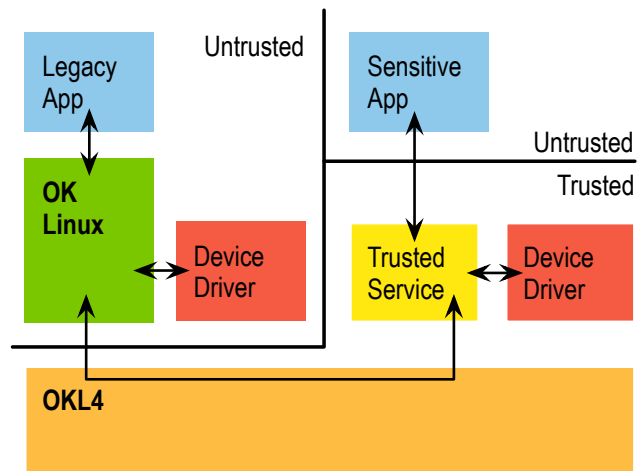 Legacy
App
Untrusted
Sensitive
App
Untrusted
Trusted
OK
Linux
Device
Driver
Trusted
Service
Device
Driver
OKL4